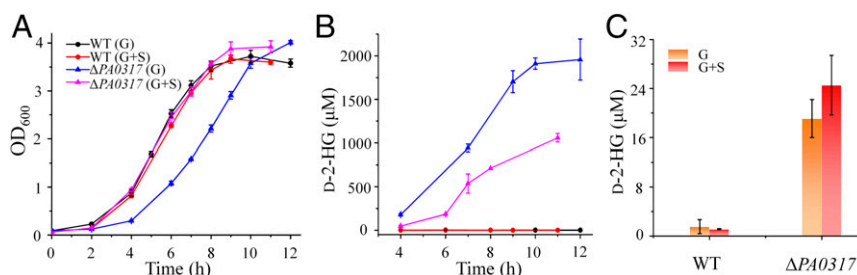 A
OD600
4
3
2
1
0
WT (G)
WT (G+S)
ΔPA0317 (G)
ΔPA0317 (G+S)
0 2 4 6 8 10 12
Time (h)
B
D-2-HG (μM)
2000
1500
1000
500
0
4 6 8 10 12
Time (h)
C
D-2-HG (μM)
32
24
16
8
0
G
G+S
WT ΔPA0317